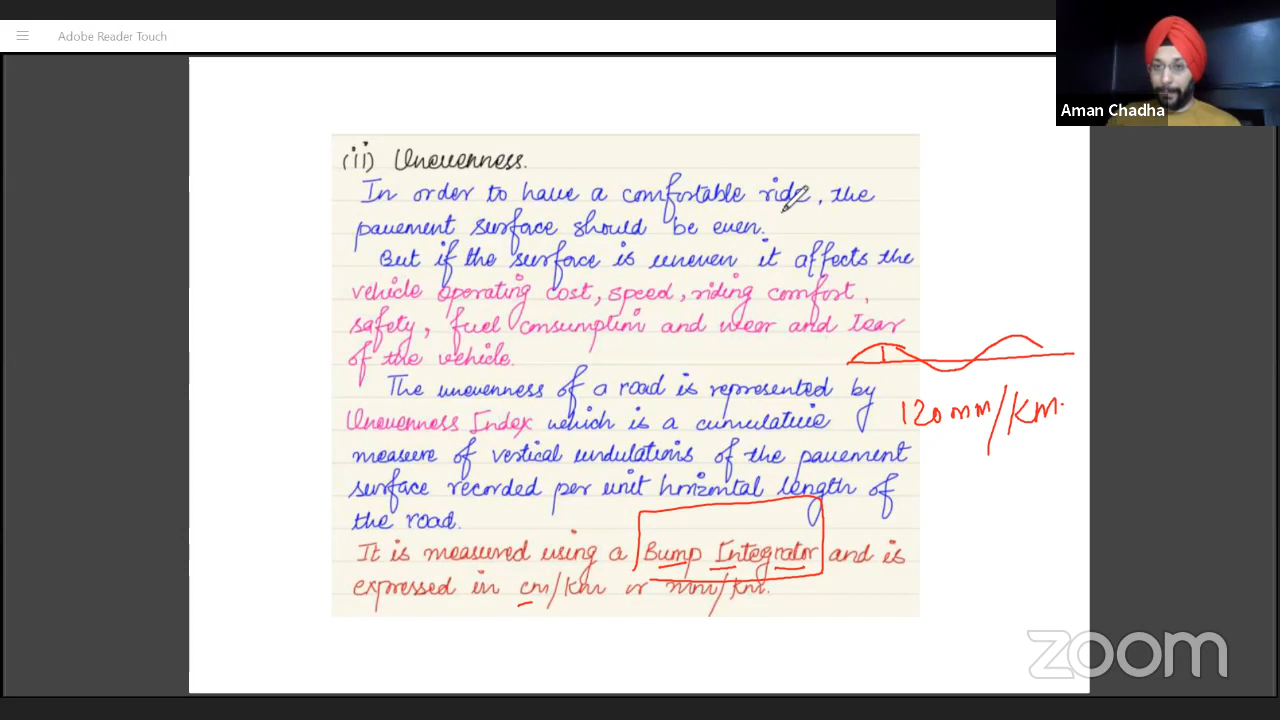 Adobe Reader Touch
Aman Chadha
(ii) Unevenness.
In order to have a comfortable ride, the
pavement surface should be even.
But if the surface is uneven it affects the
vehicle operating cost, speed, riding comfort,
safety, fuel consumption and wear and tear
of the vehicle.
The unevenness of a road is represented by
Unevenness Index which is a cumulative
measure of vertical undulations of the pavement
surface recorded per unit horizontal length of
the road.
It is measured using a Bump Integrator and is
expressed in cm/km or mm/km.
120 mm/km.
zoom